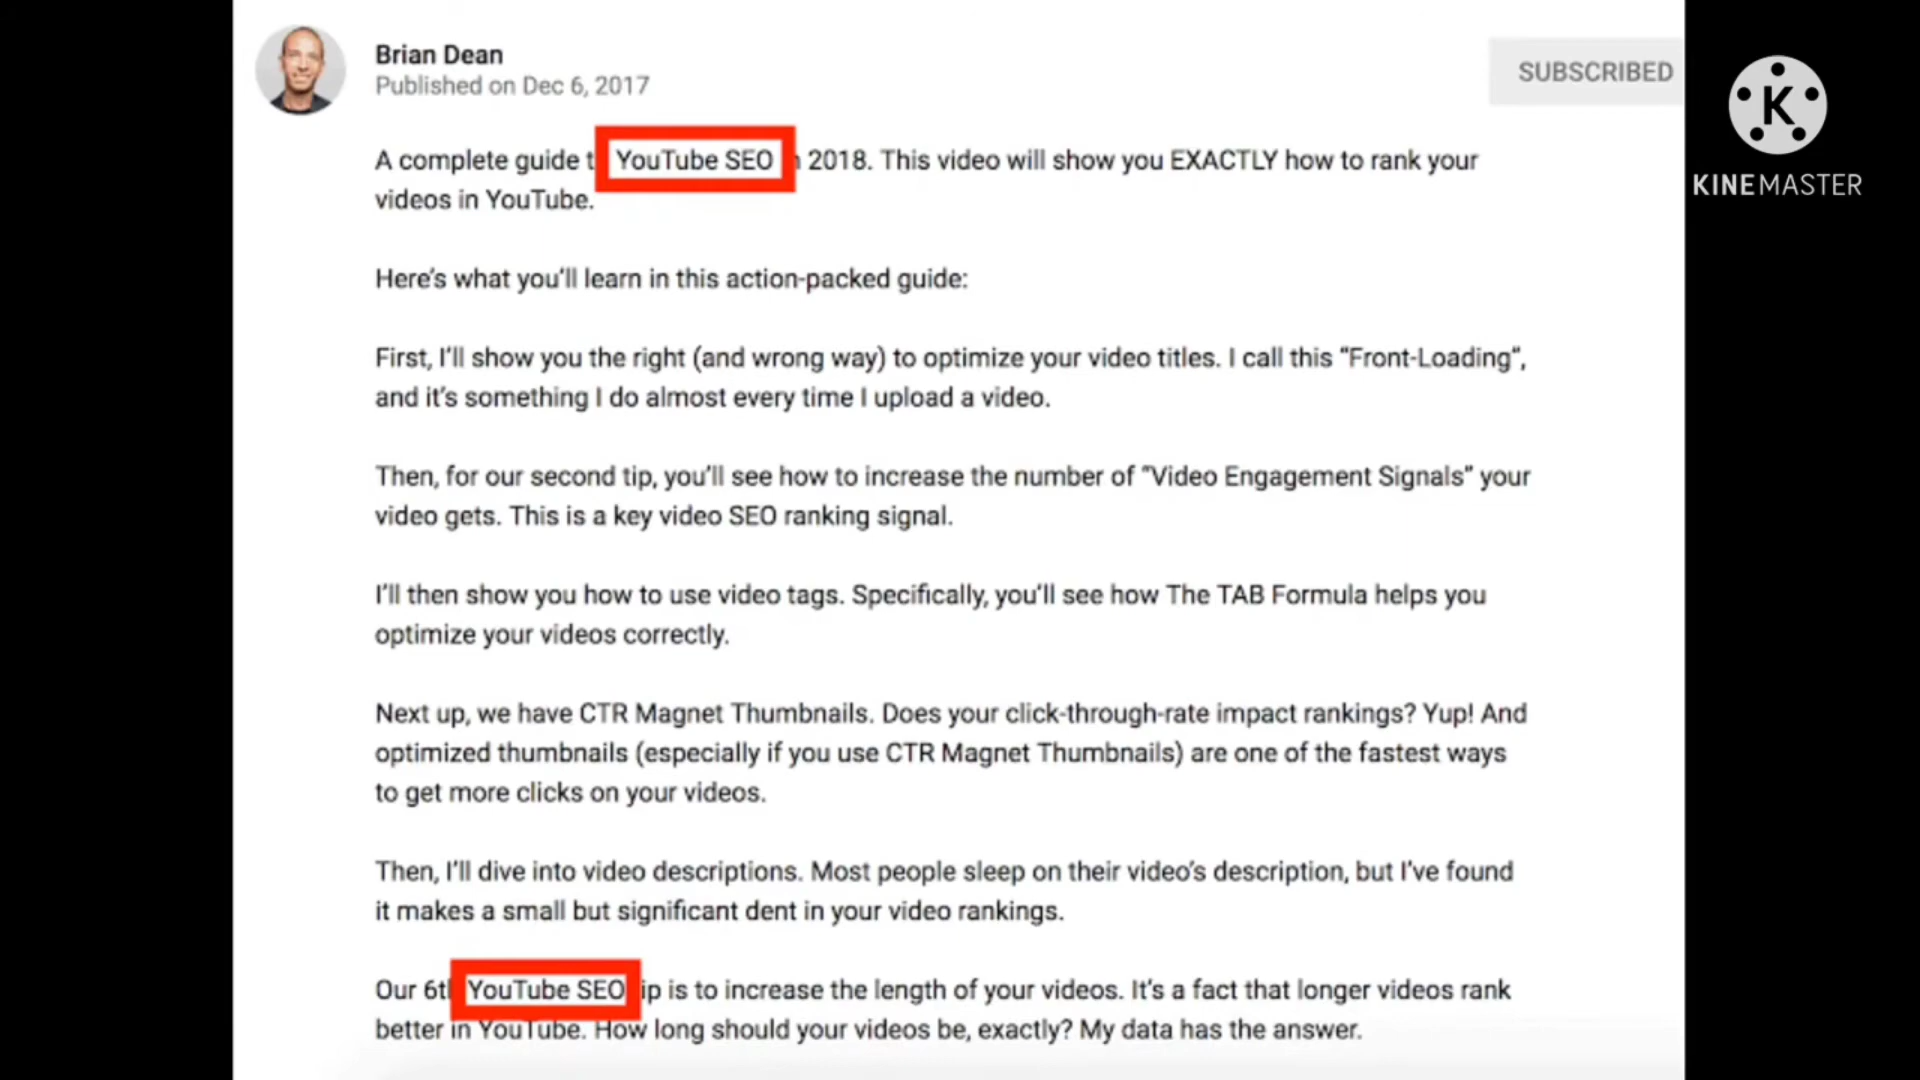 Brian Dean
Published on Dec 6, 2017
SUBSCRIBED
K
KINEMASTER
A complete guide t YouTube SEO 2018. This video will show you EXACTLY how to rank your
videos in YouTube.
Here's what you'll learn in this action-packed guide:
First, I'll show you the right (and wrong way) to optimize your video titles. I call this “Front-Loading”,
and it's something I do almost every time I upload a video.
Then, for our second tip, you'll see how to increase the number of “Video Engagement Signals” your
video gets. This is a key video SEO ranking signal.
I'll then show you how to use video tags. Specifically, you'll see how The TAB Formula helps you
optimize your videos correctly.
Next up, we have CTR Magnet Thumbnails. Does your click-through-rate impact rankings? Yup! And
optimized thumbnails (especially if you use CTR Magnet Thumbnails) are one of the fastest ways
to get more clicks on your videos.
Then, I'll dive into video descriptions. Most people sleep on their video's description, but I've found
it makes a small but significant dent in your video rankings.
Our 6t YouTube SEO ip is to increase the length of your videos. It's a fact that longer videos rank
better in YouTube. How long should your videos be, exactly? My data has the answer.